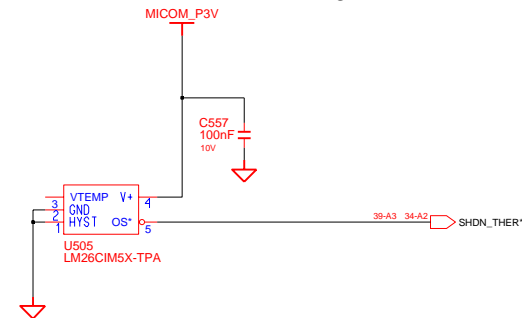 MICOM_P3V
C557
100nF
10V
VTEMP V+
3 4
GND
2
HYST OS*
1 5
U505
LM26CIM5X-TPA
39-A3 34-A2
SHDN_THER*